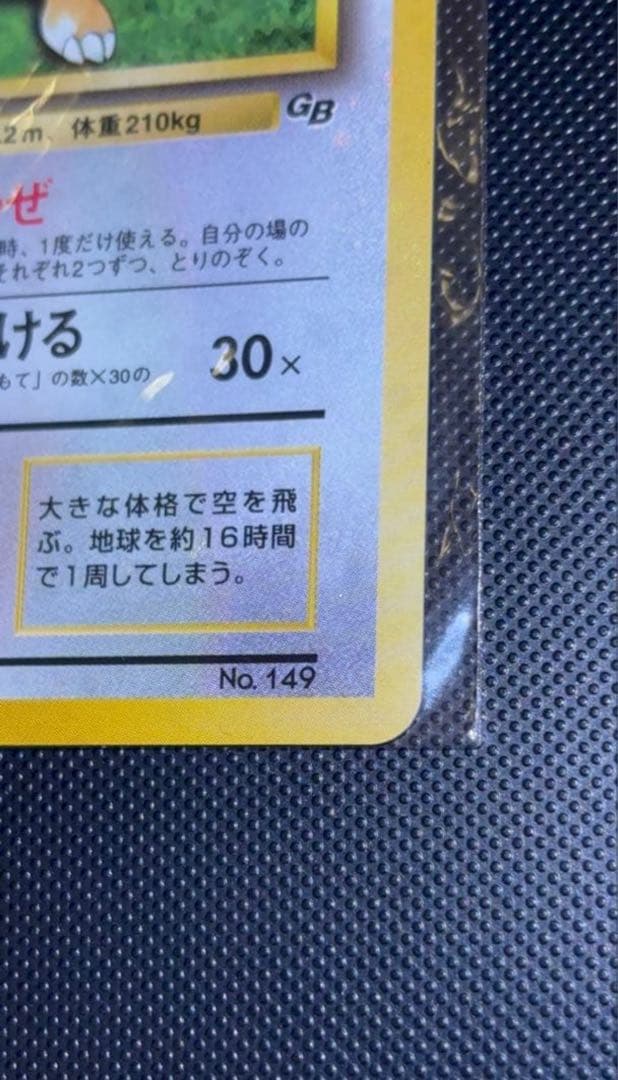 .2m、体重210kg
GB
ぜ
時、1度だけ使える。自分の場の
それぞれ2つずつ、とりのぞく。
ける
30×
もて」の数×30の
大きな体格で空を飛
ぶ。地球を約16時間
で1周してしまう。
No. 149